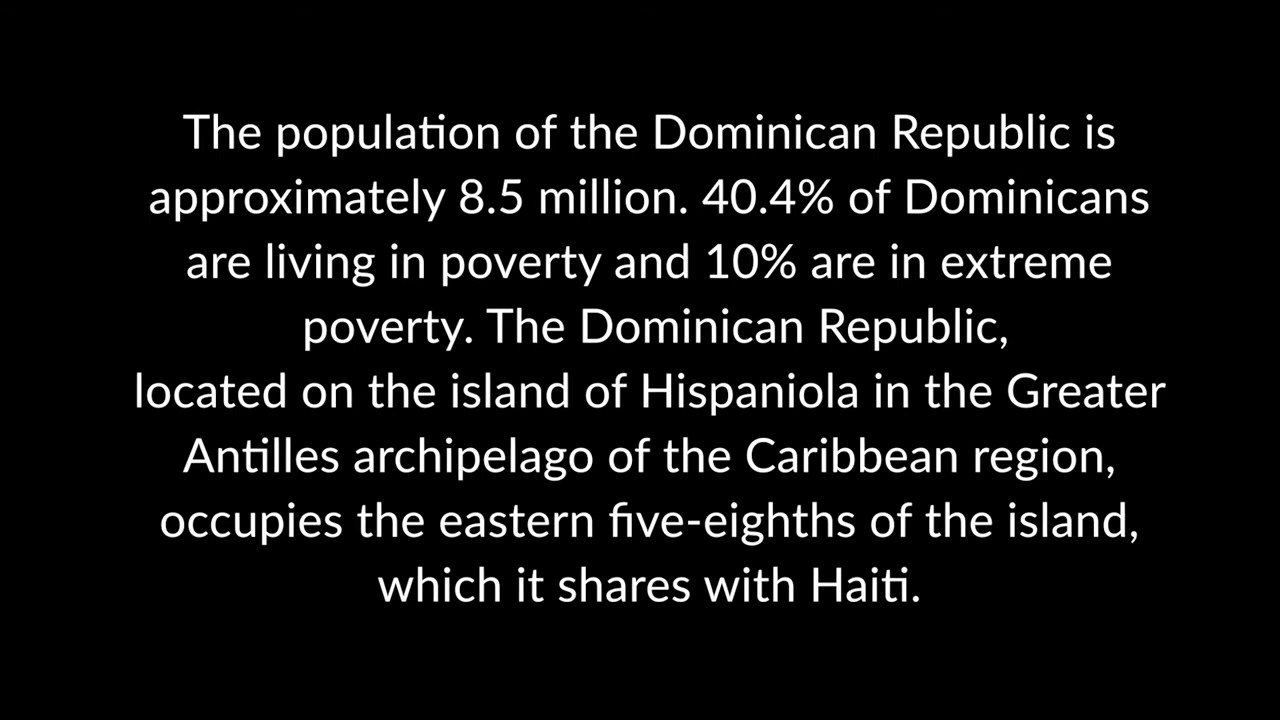 The population of the Dominican Republic is
approximately 8.5 million. 40.4% of Dominicans
are living in poverty and 10% are in extreme
poverty. The Dominican Republic,
located on the island of Hispaniola in the Greater
Antilles archipelago of the Caribbean region,
occupies the eastern five-eighths of the island,
which it shares with Haiti.